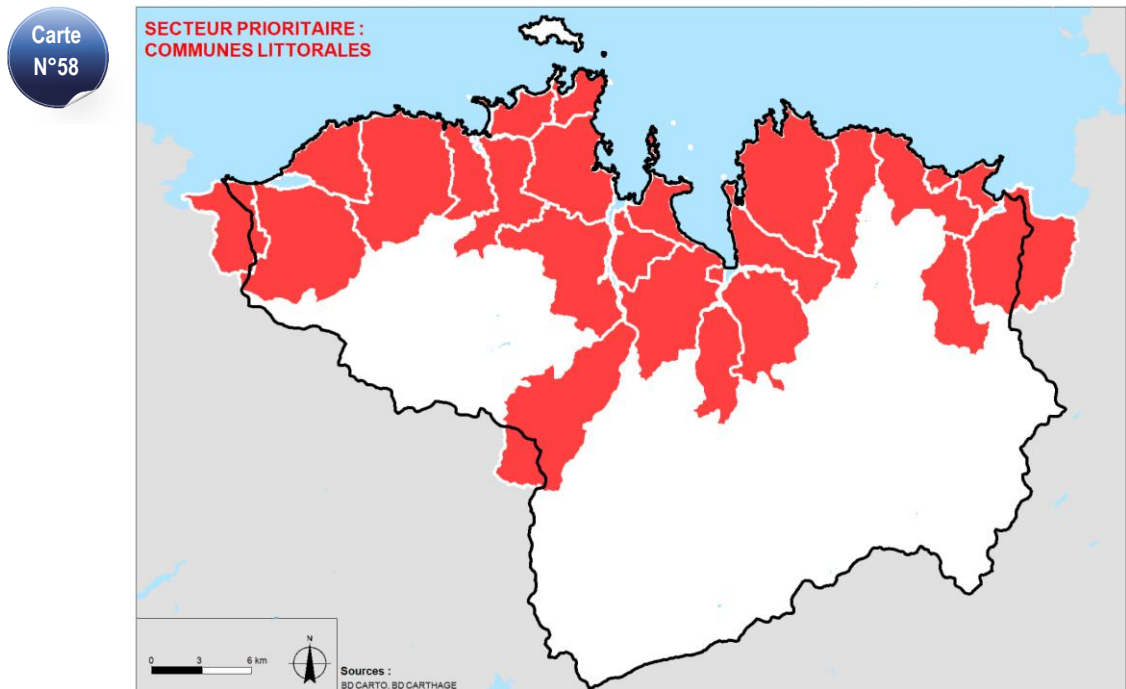 Carte
N°58
SECTEUR PRIORITAIRE :
COMMUNES LITTORALES
N
0 3 6 km
Sources :
BD CARTO, BD CARTHAGE